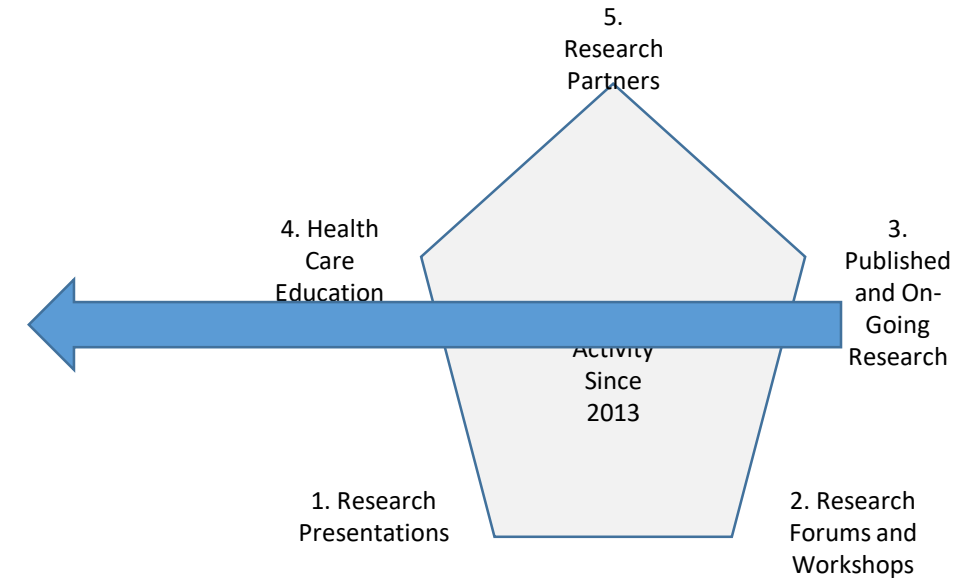 5.
Research
Partners
4. Health
Care
Education
3.
Published
and On-
Going
Research
Activity
Since
2013
1. Research
Presentations
2. Research
Forums and
Workshops